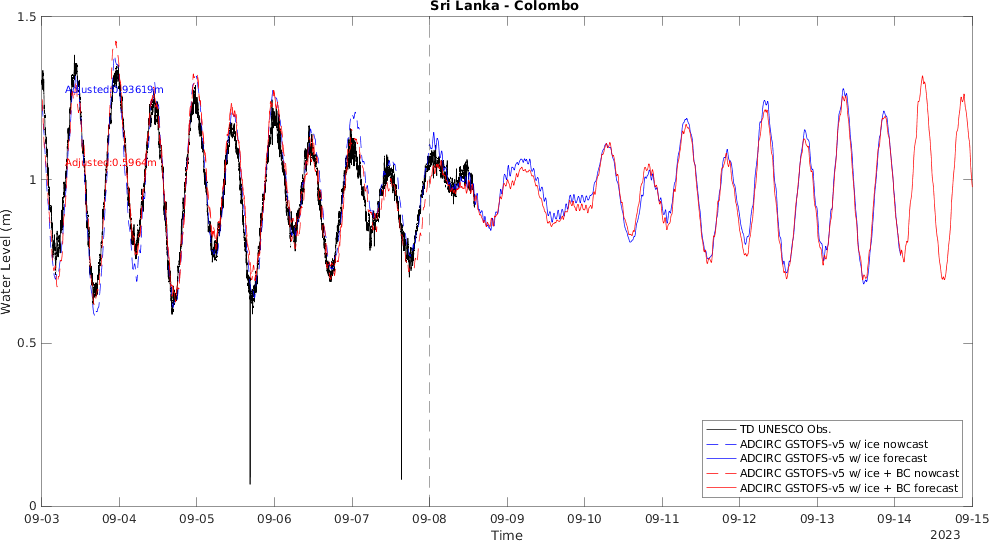 Sri Lanka - Colombo
1.5
Adjusted:0.93619m
Adjusted:0.5964m
1
Water Level (m)
0.5
TD UNESCO Obs.
ADCIRC GSTOFS-v5 w/ ice nowcast
ADCIRC GSTOFS-v5 w/ ice forecast
ADCIRC GSTOFS-v5 w/ ice + BC nowcast
ADCIRC GSTOFS-v5 w/ ice + BC forecast
0
09-03 09-04 09-05 09-06 09-07 09-08 09-09 09-10 09-11 09-12 09-13 09-14 09-15
Time
2023